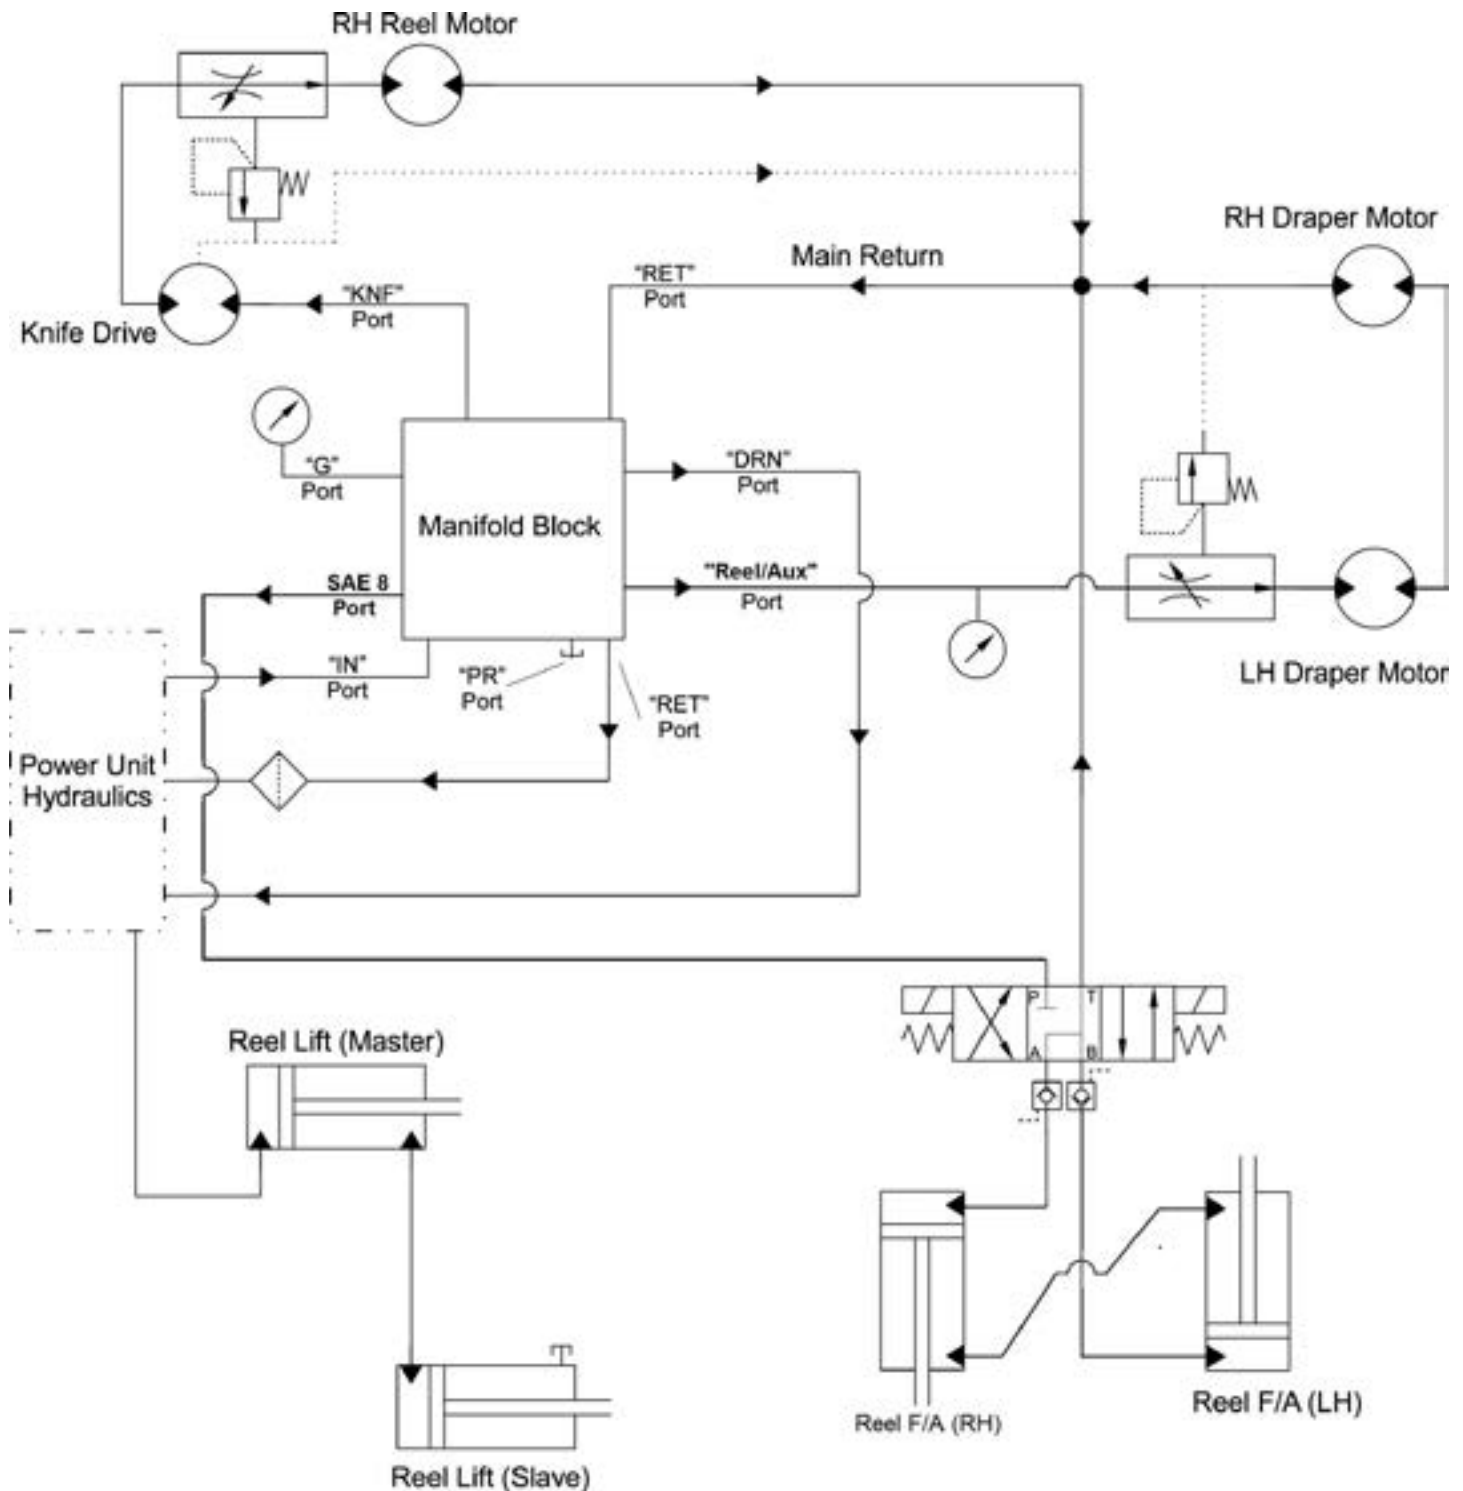 RH Reel Motor
RH Draper Motor
Main Return
"RET"
Port
"KNF"
Port
Knife Drive
"G"
Port
"DRN"
Port
Manifold Block
SAE 8
Port
"Reel/Aux"
Port
"IN"
Port
"PR"
Port
"RET"
Port
LH Draper Motor
Power Unit
Hydraulics
P T
A B
Reel Lift (Master)
Reel F/A (RH)
Reel F/A (LH)
Reel Lift (Slave)